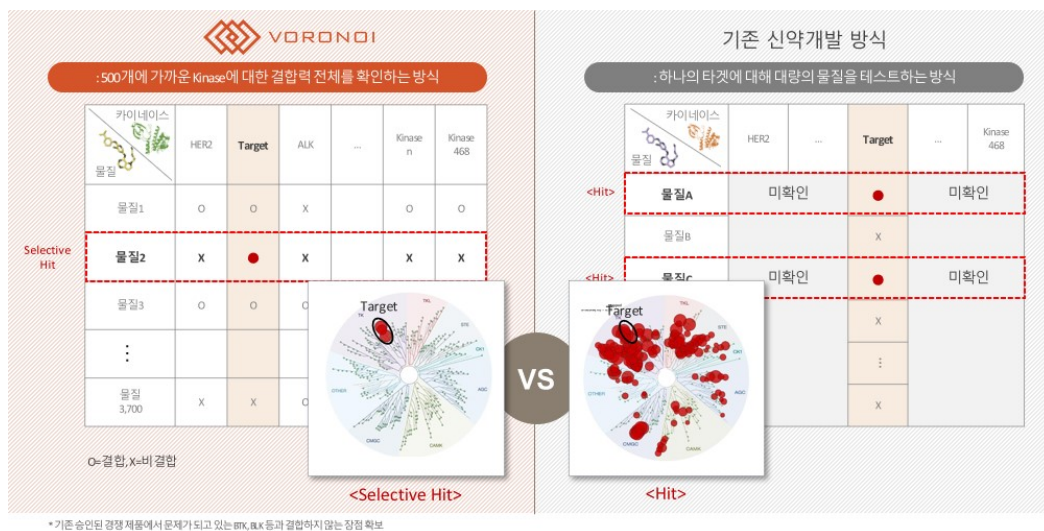 VORONOI
: 500개에 가까운 Kinase에 대한 결합력 전체를 확인하는 방식
카이네이스
물질
HER2
Target
ALK
...
Kinase n
Kinase 468
물질1 O O X O O
Selective Hit
물질2 X ● X X X
물질3 O O
⋮
물질 3,700 X X
O=결합, X=비결합
Target
TK
TKL
STE
CK1
AGC
CAMK
CMGC
OTHER
<Selective Hit>
* 기존 승인된 경쟁 제품에서 문제가 되고 있는 BTK, BLK 등과 결합하지 않는 장점 확보
VS
기존 신약개발 방식
: 하나의 타겟에 대해 대량의 물질을 테스트하는 방식
카이네이스
물질
HER2
...
Target
...
Kinase 468
<Hit>
물질A 미확인 ● 미확인
물질B X
<Hit>
물질C 미확인 ● 미확인
X
⋮
X
Target
TKL
STE
CK1
AGC
CAMK
CMGC
OTHER
<Hit>